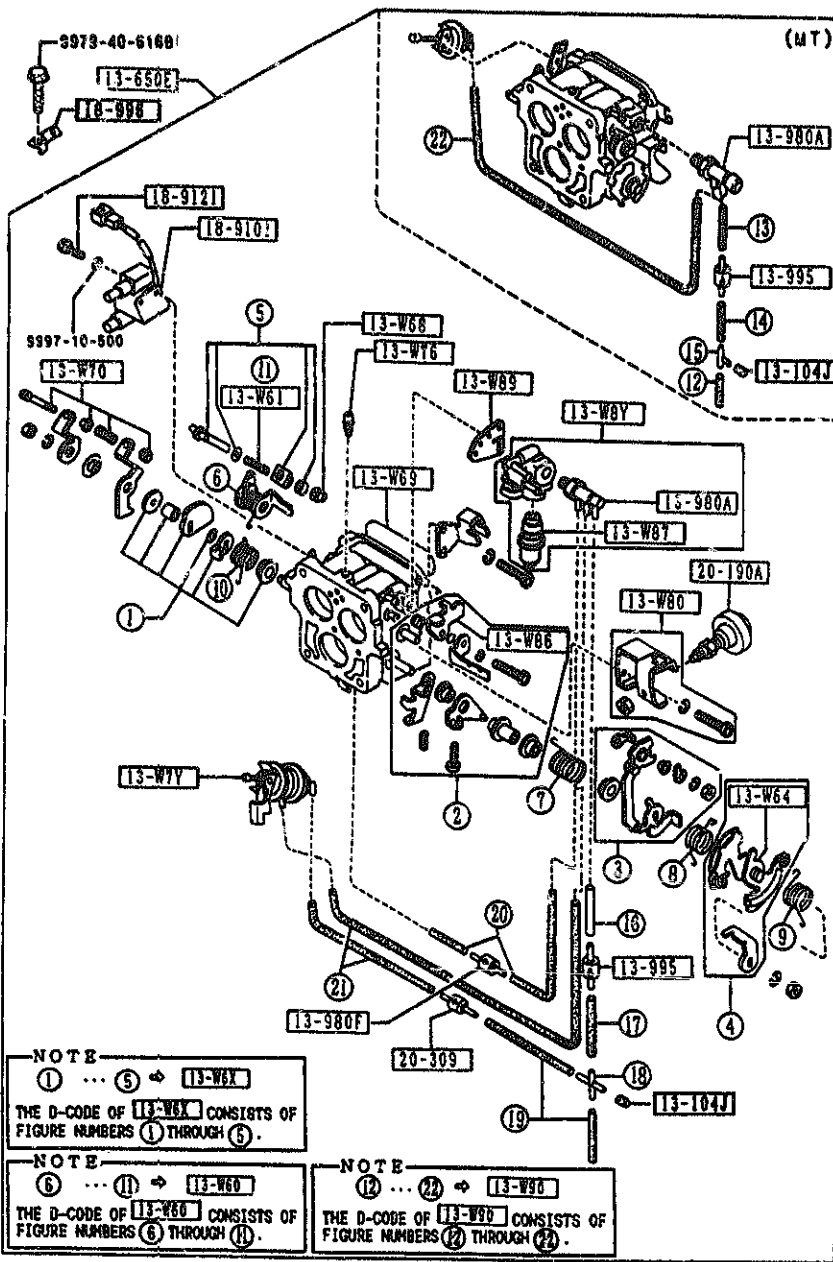 9973-40-616B
(MT)
13-650E
18-998
22
13-980A
18-9121
18-9101
13
13-995
5
13-W68
14
9997-10-500
13-W76
15
13-104J
13-W70
11
13-W61
13-W89
12
13-W8Y
6
13-W69
13-980A
13-W87
10
20-190A
1
13-W80
13-W86
13-W7Y
2
7
13-W64
3
8
20
16
9
21
13-995
13-980F
4
17
20-309
18
NOTE
1 ... 5 ⇨ 13-W6X
19
13-104J
THE D-CODE OF 13-W6X CONSISTS OF
FIGURE NUMBERS 1 THROUGH 5.
NOTE
6 ... 11 ⇨ 13-W60
THE D-CODE OF 13-W60 CONSISTS OF
FIGURE NUMBERS 6 THROUGH 11.
NOTE
12 ... 22 ⇨ 13-W90
THE D-CODE OF 13-W90 CONSISTS OF
FIGURE NUMBERS 12 THROUGH 22.